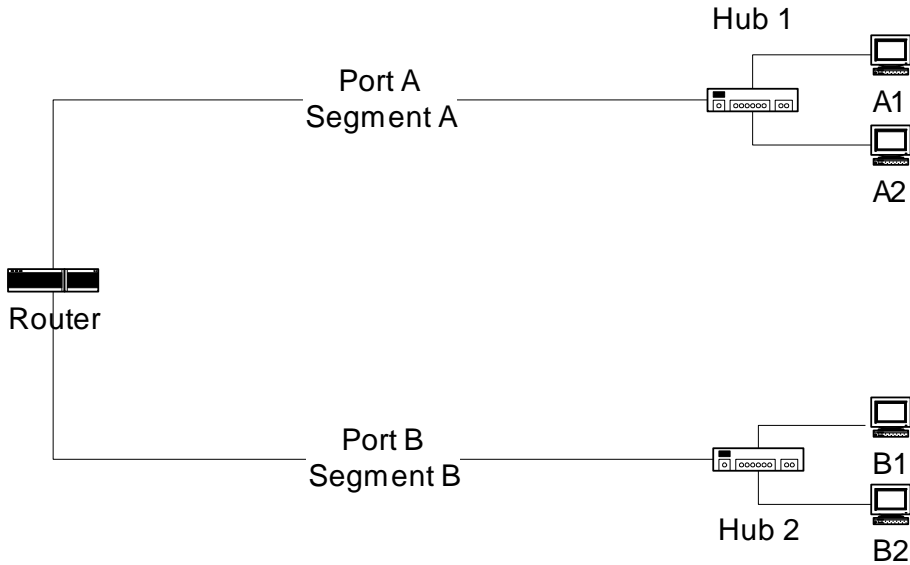 Hub 1
Port A
Segment A
A1
A2
Router
Port B
Segment B
B1
Hub 2
B2